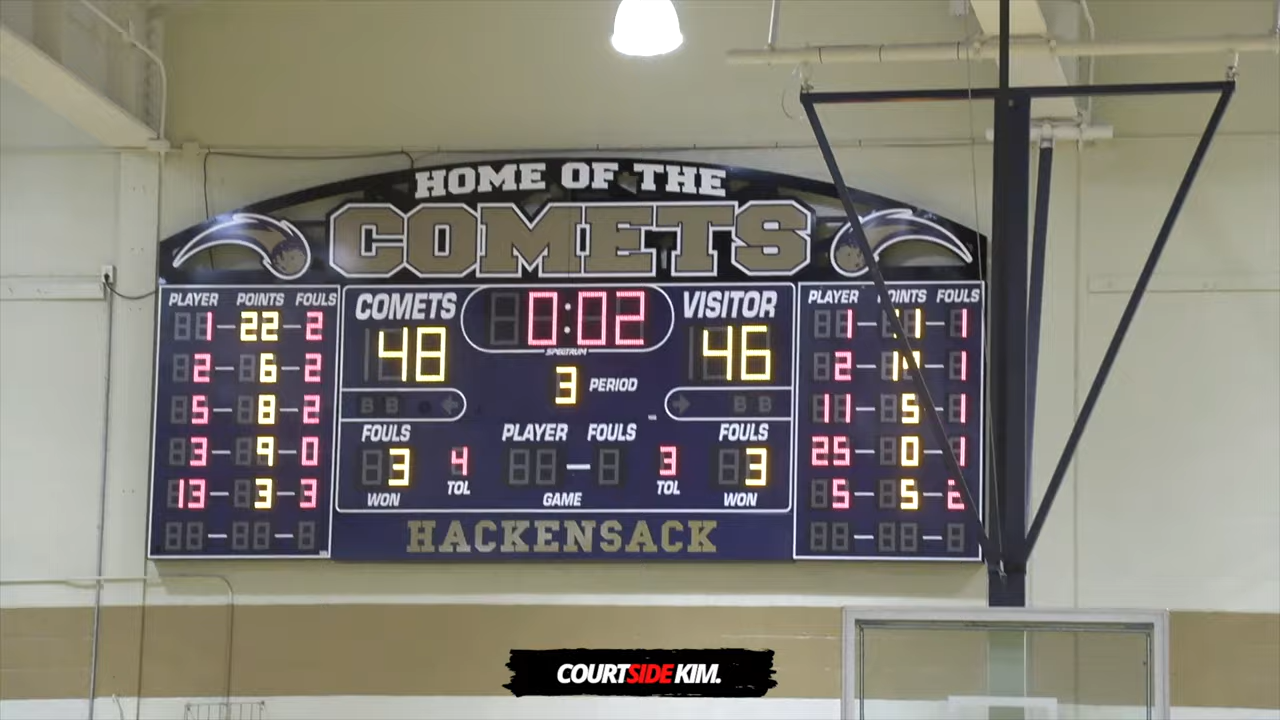 HOME OF THE
COMETS
PLAYER POINTS FOULS
1 22 2
2 6 2
5 8 2
3 9 0
13 3 3
COMETS 0:02 VISITOR
48 46
SPECTRUM
3 PERIOD
FOULS PLAYER FOULS FOULS
3 4 3 3
WON TOL GAME TOL WON
HACKENSACK
PLAYER POINTS FOULS
1 1
2 1
11 5 1
25 0 1
5 5 2
COURTSIDE KIM.